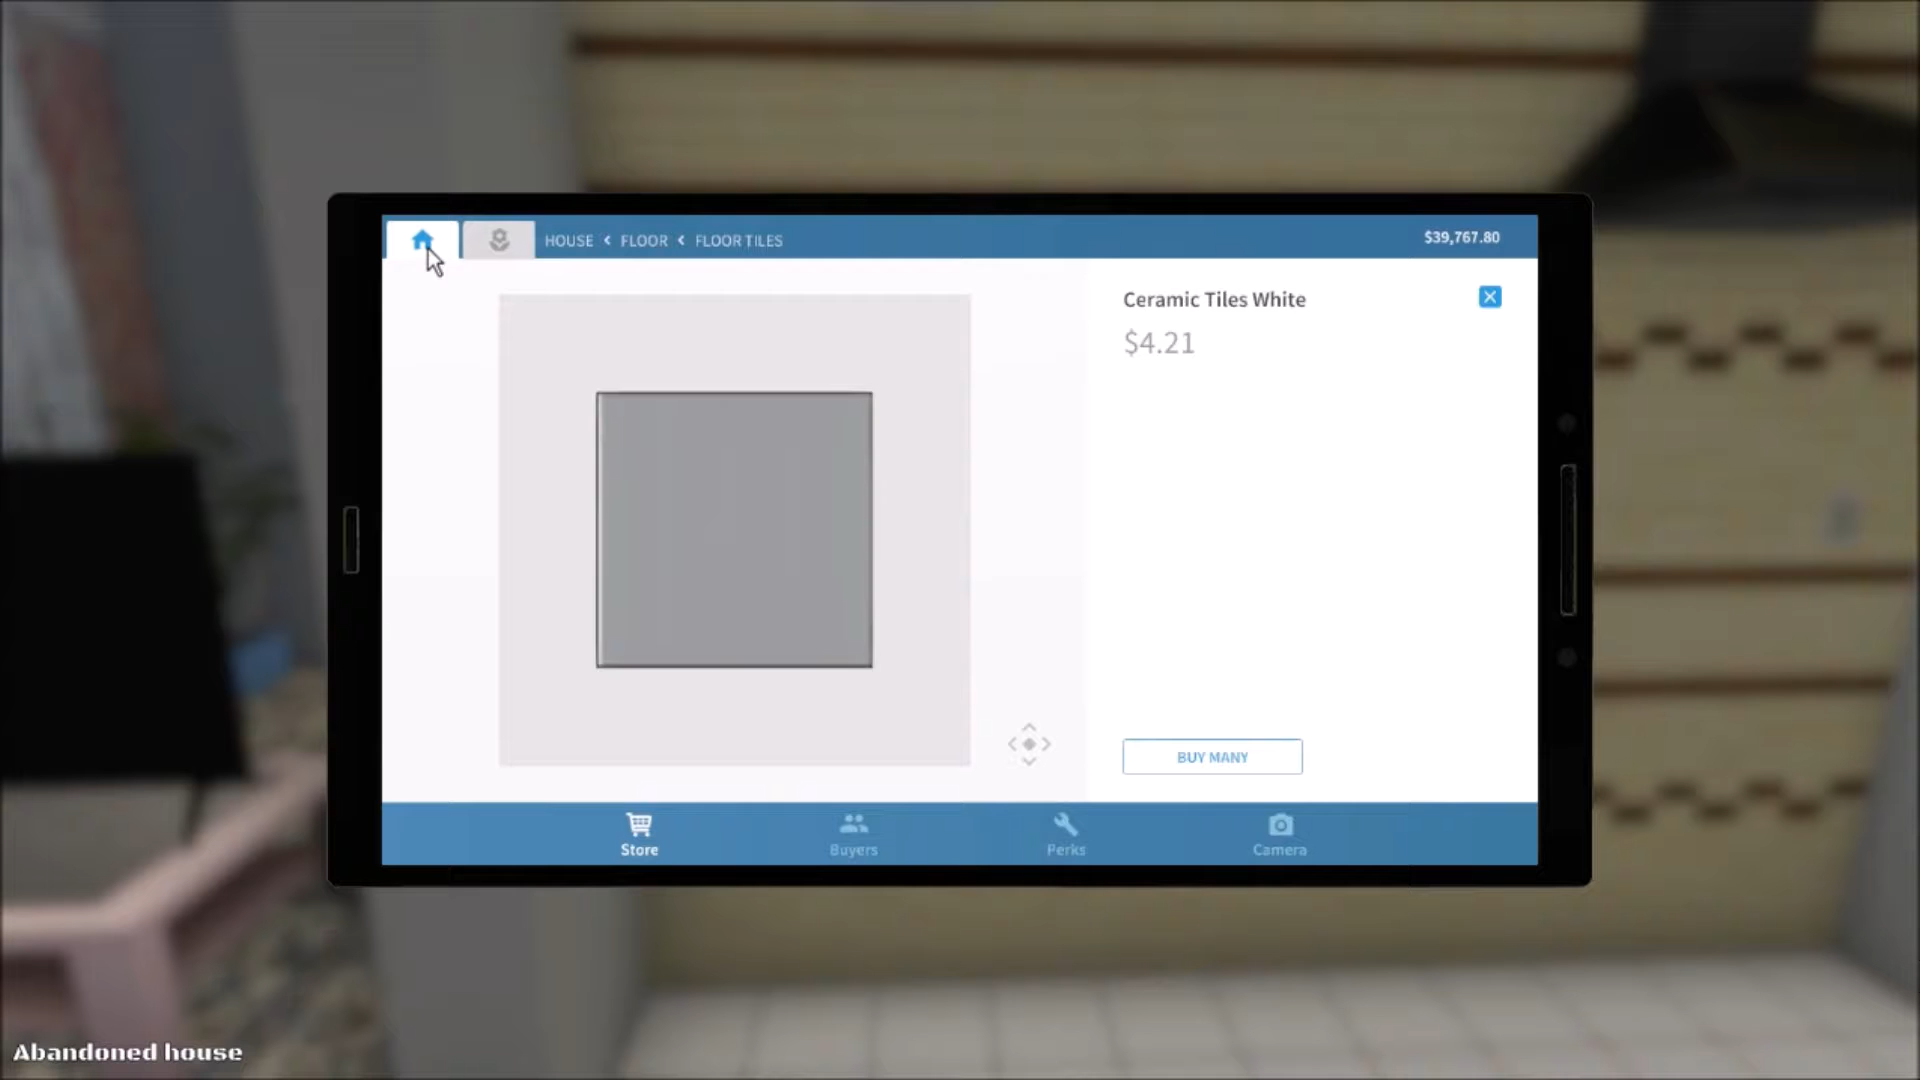 HOUSE < FLOOR < FLOOR TILES
$39,767.80
Ceramic Tiles White
$4.21
BUY MANY
Store
Buyers
Perks
Camera
Abandoned house